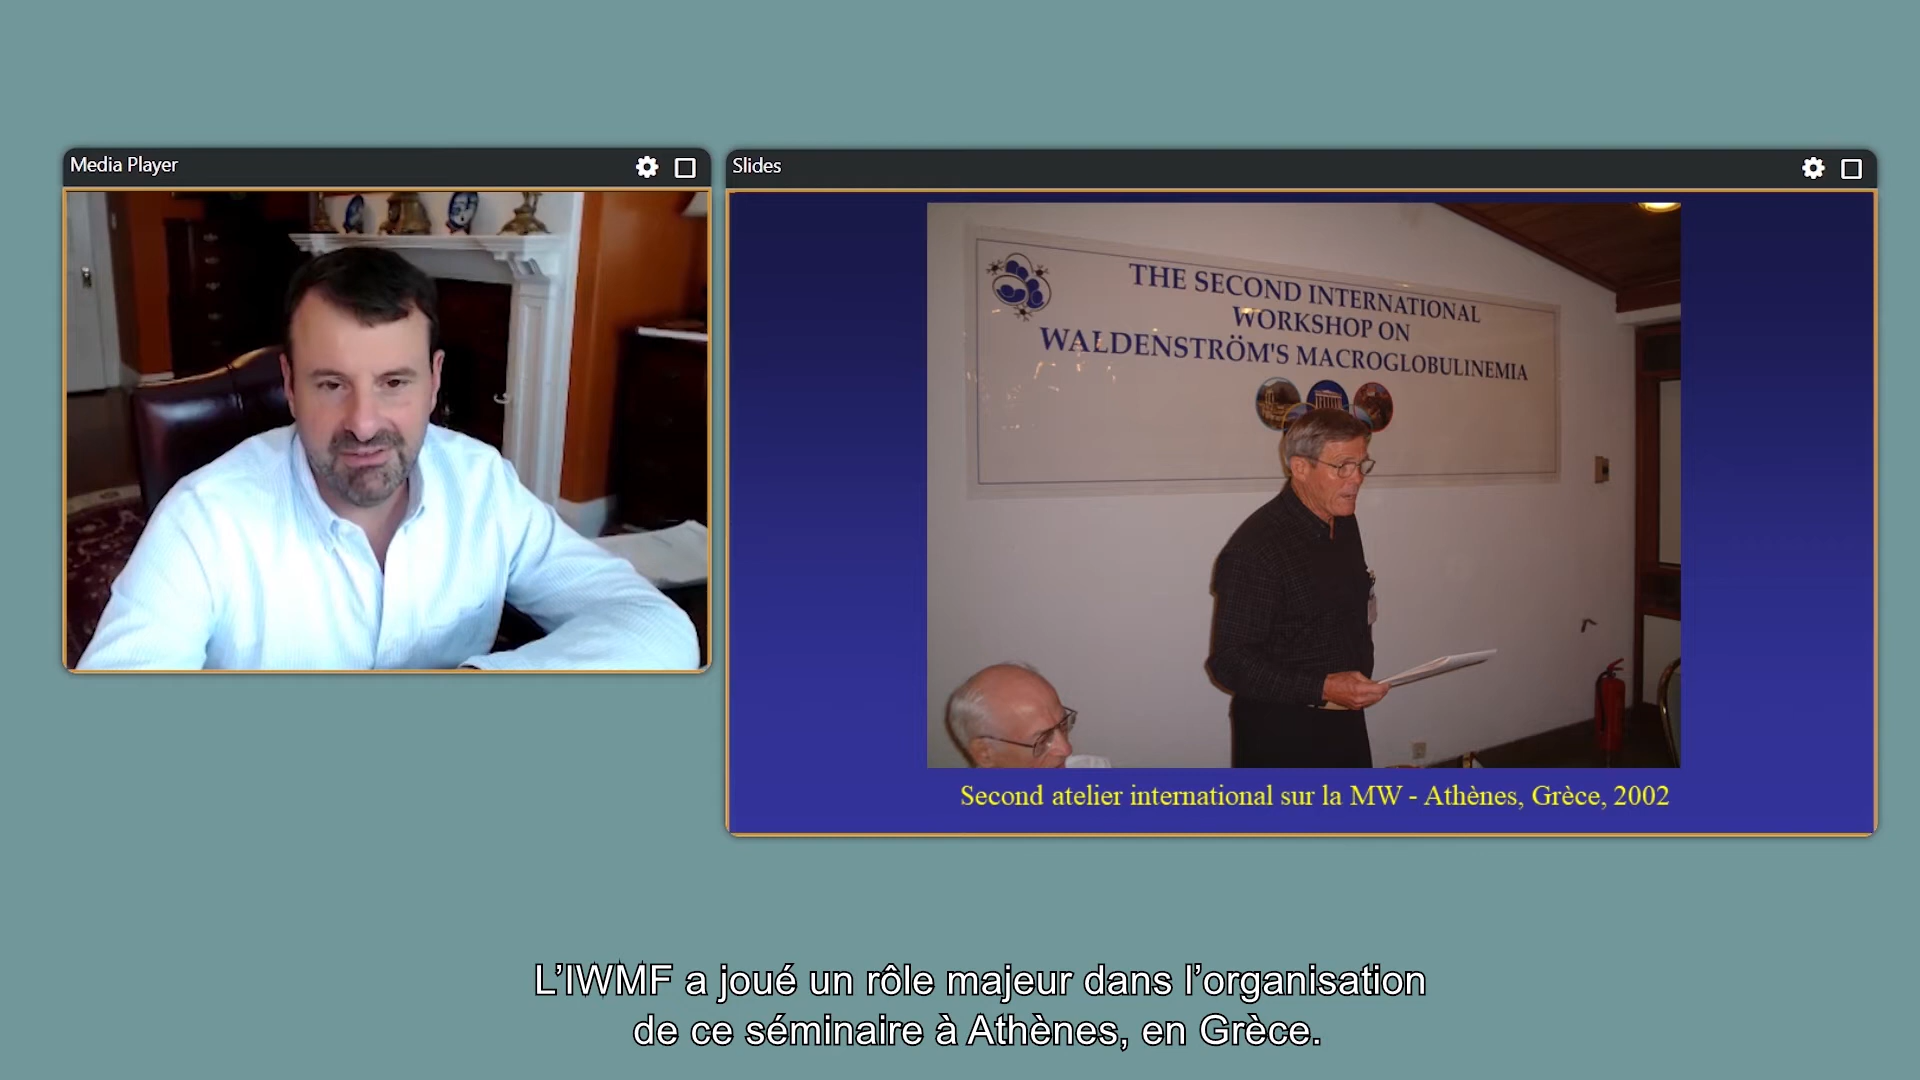 Media Player
Slides
THE SECOND INTERNATIONAL
WORKSHOP ON
WALDENSTRÖM'S MACROGLOBULINEMIA
Second atelier international sur la MW - Athènes, Grèce, 2002
L’IWMF a joué un rôle majeur dans l’organisation
de ce séminaire à Athènes, en Grèce.